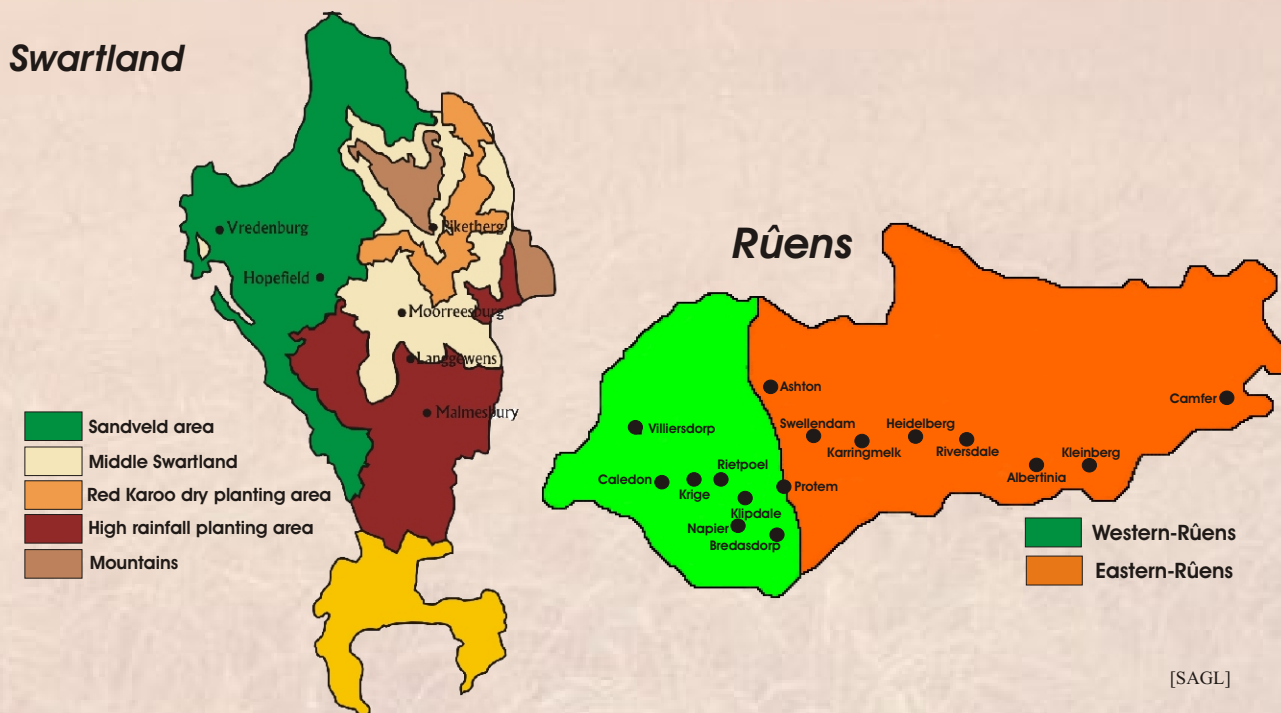 Swartland
Vredenburg
Piketberg
Hopefield
Moorreesburg
Langgewens
Malmesbury
Sandveld area
Middle Swartland
Red Karoo dry planting area
High rainfall planting area
Mountains
Rûens
Ashton
Camfer
Villiersdorp
Swellendam
Heidelberg
Karringmelk
Riversdale
Kleinberg
Albertinia
Rietpoel
Caledon
Krige
Protem
Klipdale
Napier
Bredasdorp
Western-Rûens
Eastern-Rûens
[SAGL]